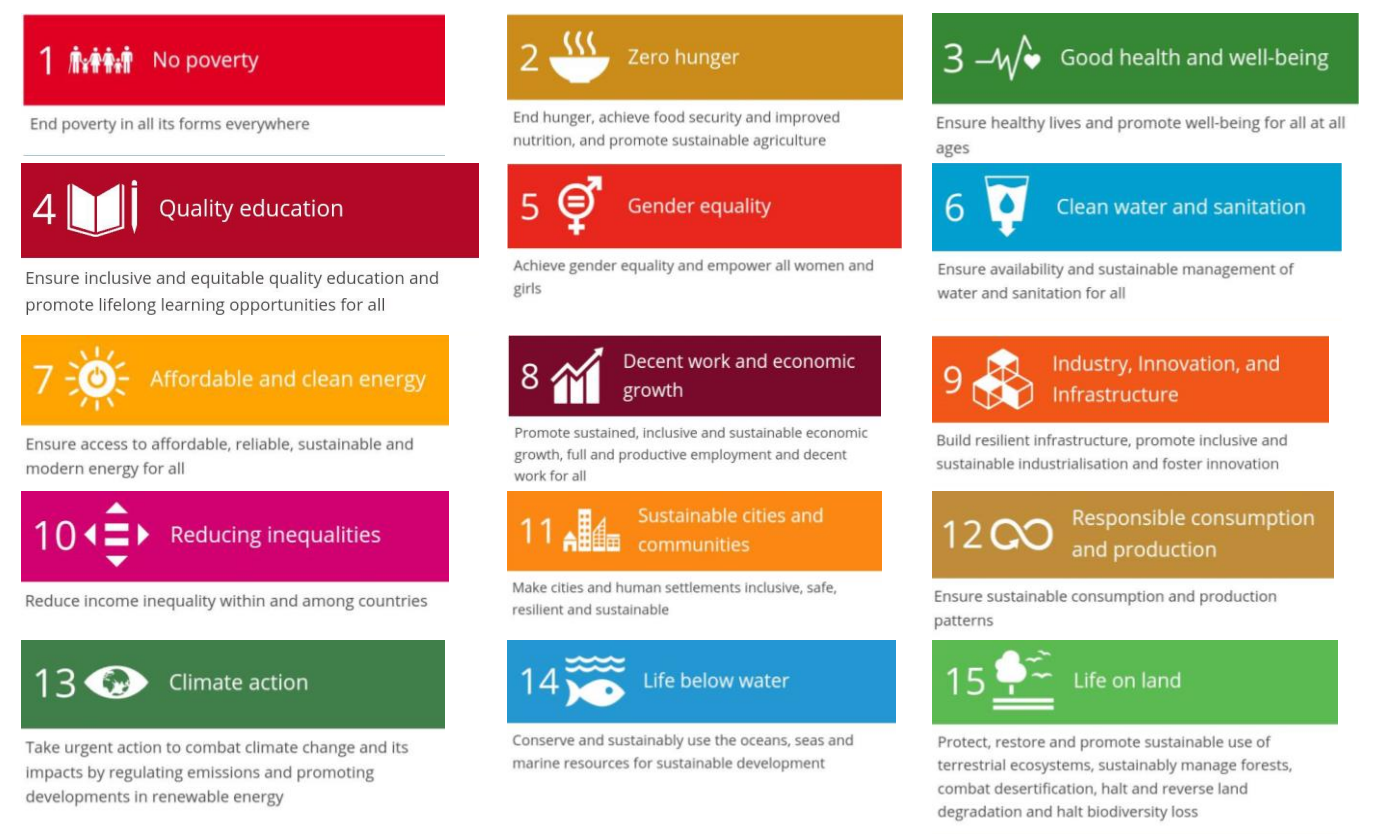 1 No poverty
End poverty in all its forms everywhere
2 Zero hunger
End hunger, achieve food security and improved
nutrition, and promote sustainable agriculture
3 Good health and well-being
Ensure healthy lives and promote well-being for all at all
ages
4 Quality education
Ensure inclusive and equitable quality education and
promote lifelong learning opportunities for all
5 Gender equality
Achieve gender equality and empower all women and
girls
6 Clean water and sanitation
Ensure availability and sustainable management of
water and sanitation for all
7 Affordable and clean energy
Ensure access to affordable, reliable, sustainable and
modern energy for all
8 Decent work and economic
growth
Promote sustained, inclusive and sustainable economic
growth, full and productive employment and decent
work for all
9 Industry, Innovation, and
Infrastructure
Build resilient infrastructure, promote inclusive and
sustainable industrialisation and foster innovation
10 Reducing inequalities
Reduce income inequality within and among countries
11 Sustainable cities and
communities
Make cities and human settlements inclusive, safe,
resilient and sustainable
12 Responsible consumption
and production
Ensure sustainable consumption and production
patterns
13 Climate action
Take urgent action to combat climate change and its
impacts by regulating emissions and promoting
developments in renewable energy
14 Life below water
Conserve and sustainably use the oceans, seas and
marine resources for sustainable development
15 Life on land
Protect, restore and promote sustainable use of
terrestrial ecosystems, sustainably manage forests,
combat desertification, halt and reverse land
degradation and halt biodiversity loss